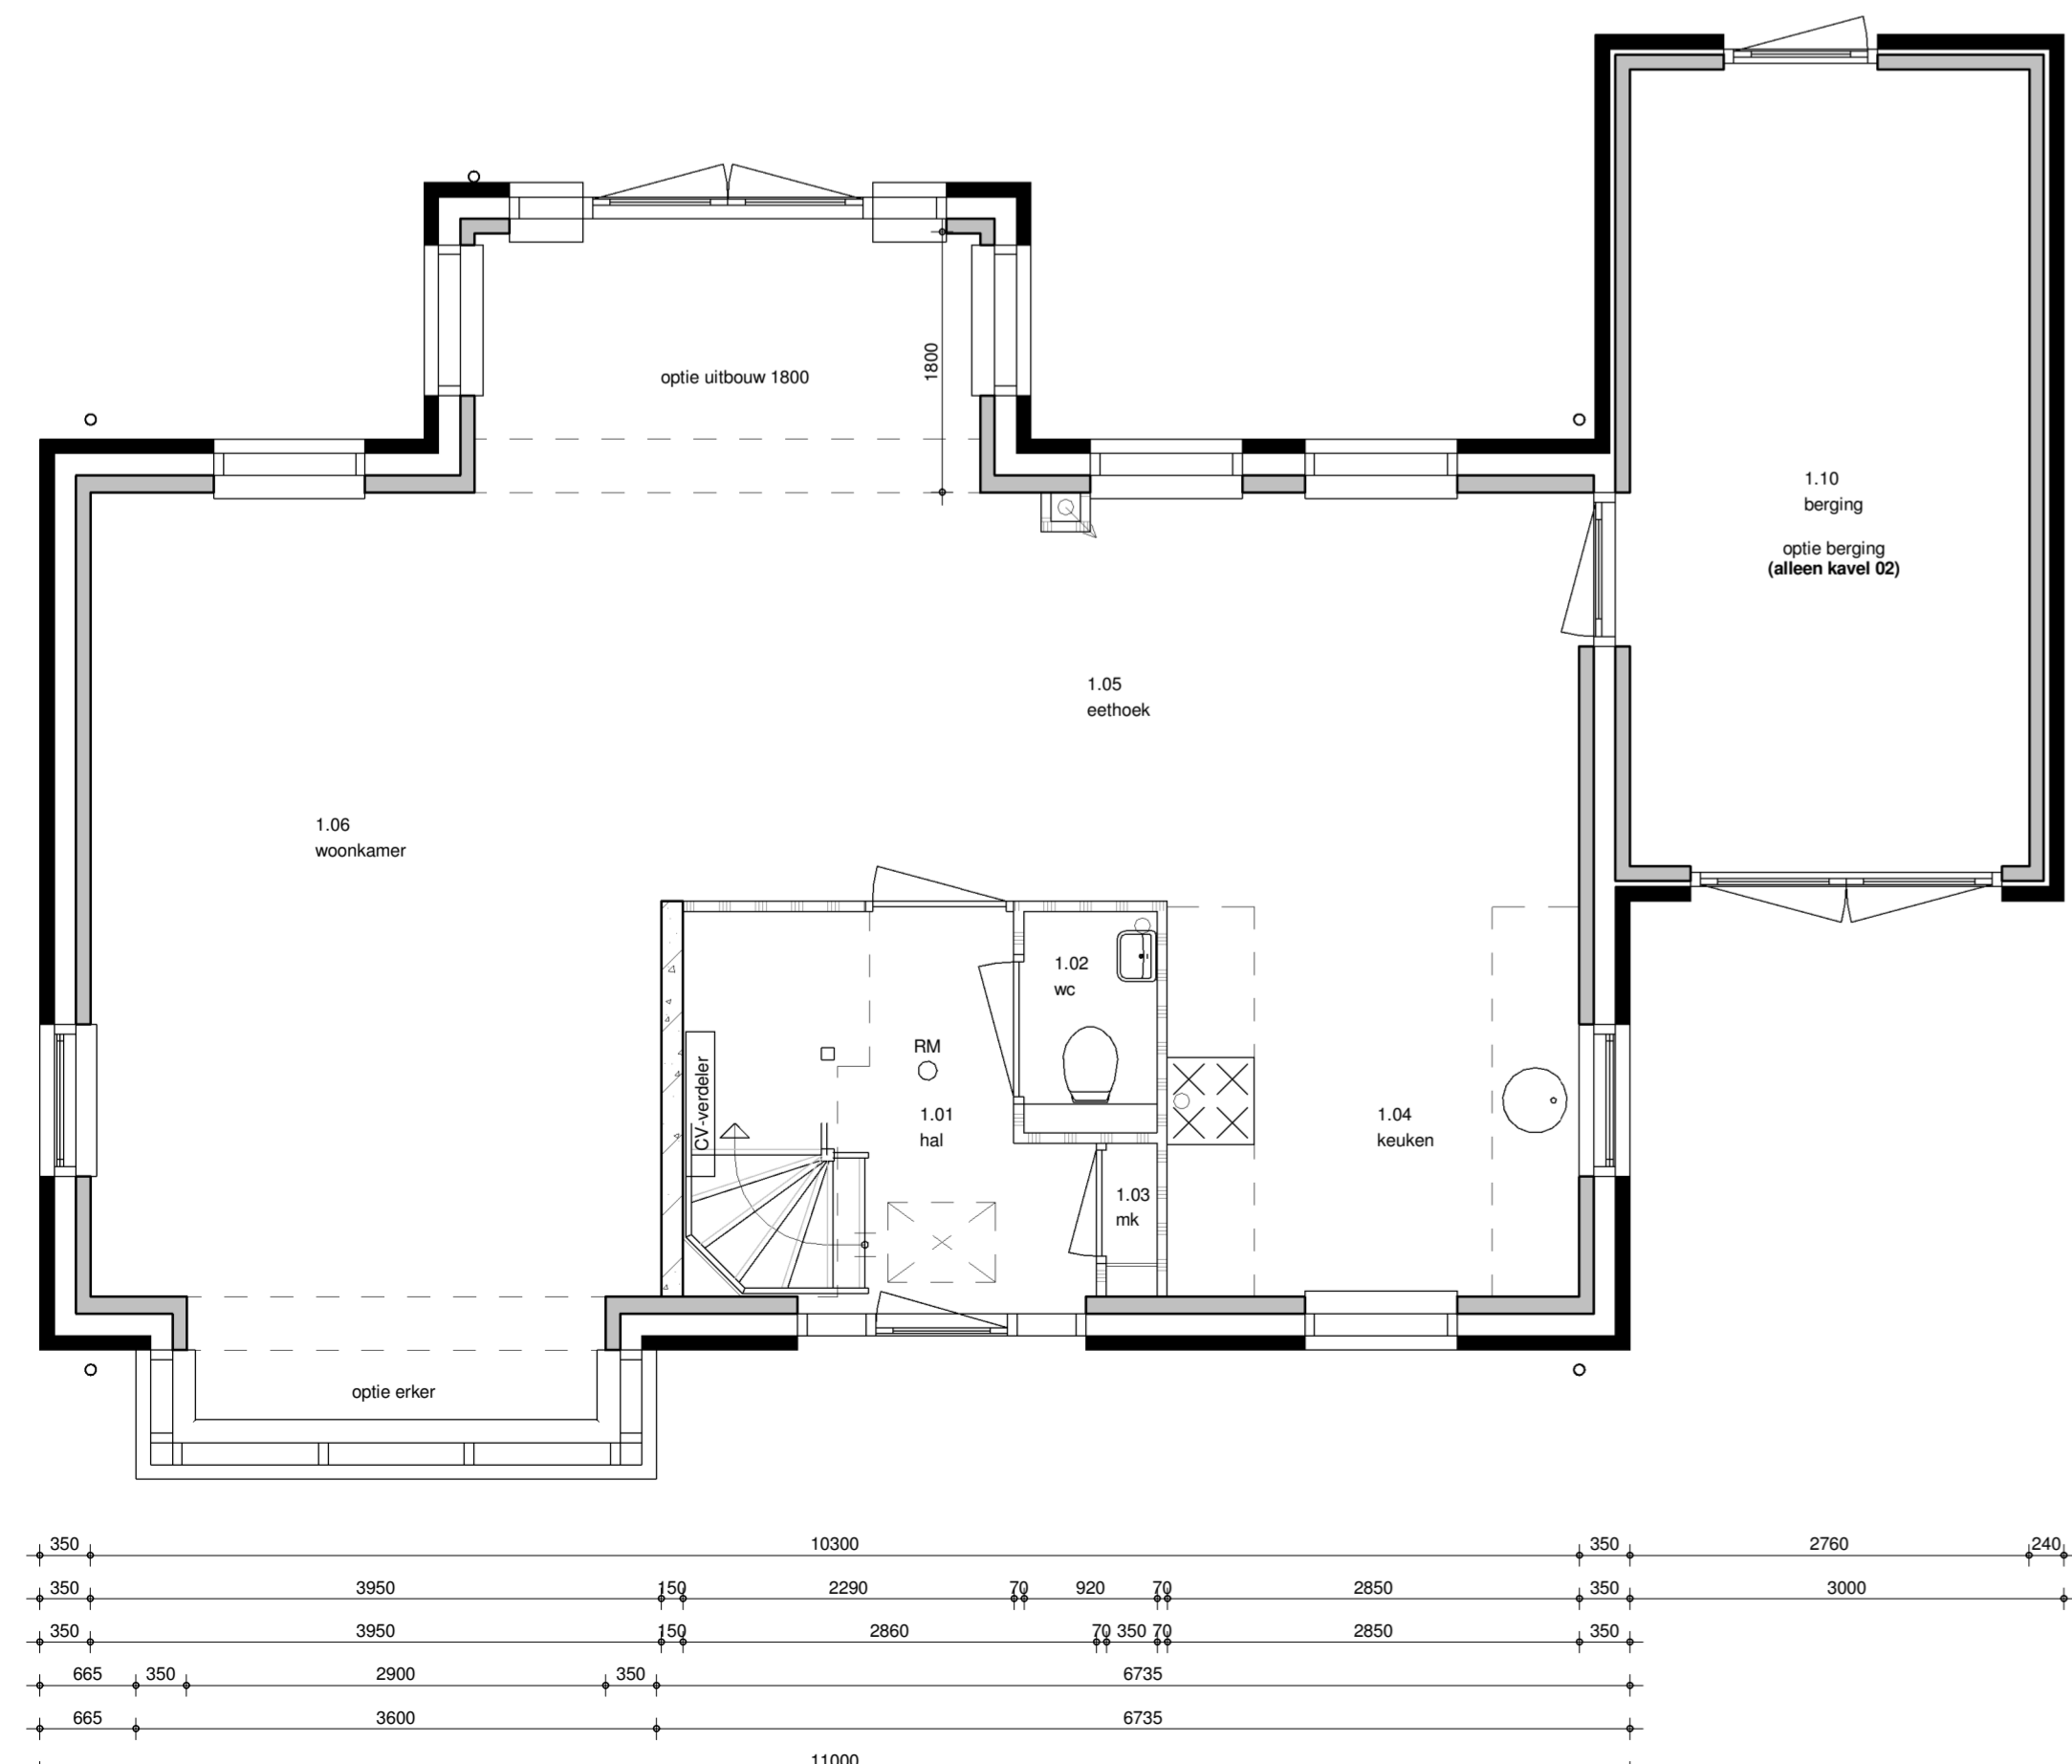 optie uitbouw 1800
1800
1.10
berging
optie berging
(alleen kavel 02)
1.05
eethoek
1.06
woonkamer
1.02
wc
RM
CV-verdeler
1.01
hal
1.04
keuken
1.03
mk
optie erker
350 10300 350 2760 240
350 3950 150 2290 70 920 70 2850 350 3000
350 3950 150 2860 70 350 70 2850 350
665 350 2900 350 6735
665 3600 6735
11000